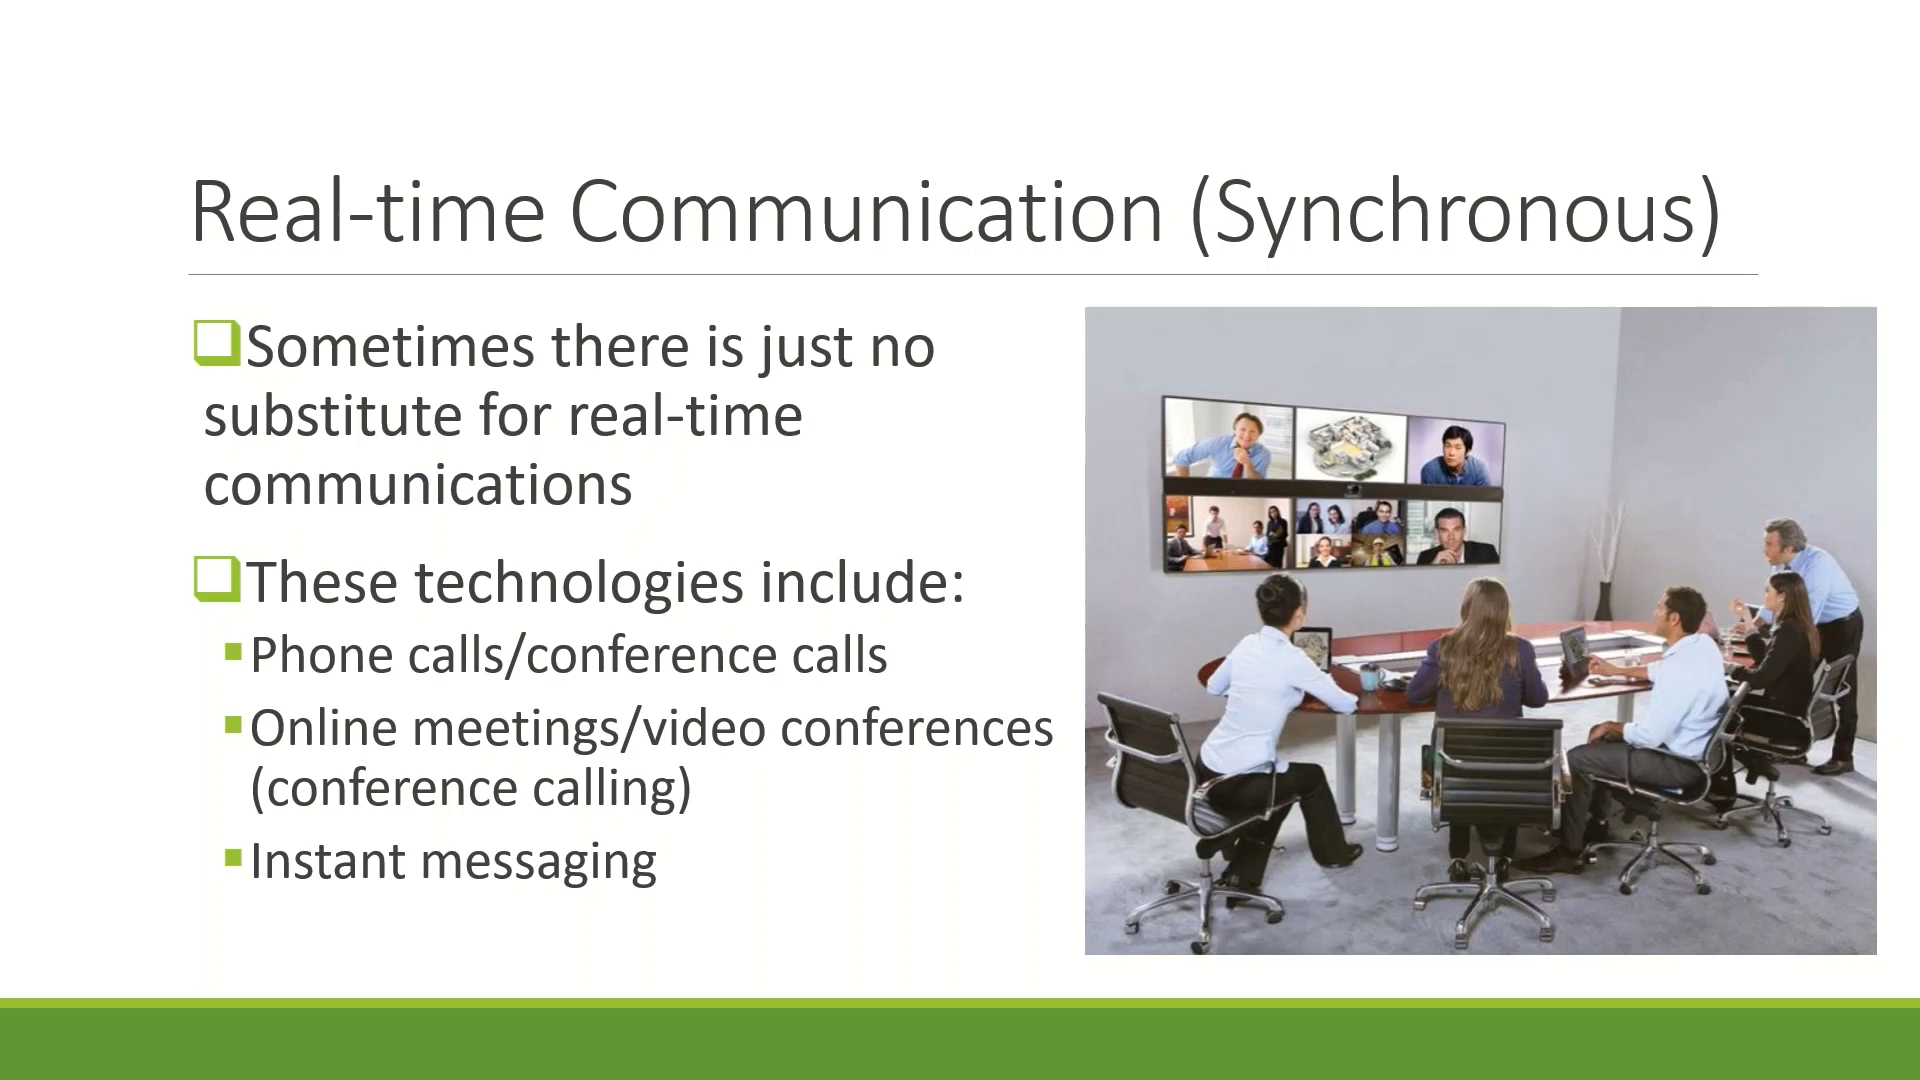 Real-time Communication (Synchronous)
Sometimes there is just no
substitute for real-time
communications
These technologies include:
Phone calls/conference calls
Online meetings/video conferences
(conference calling)
Instant messaging